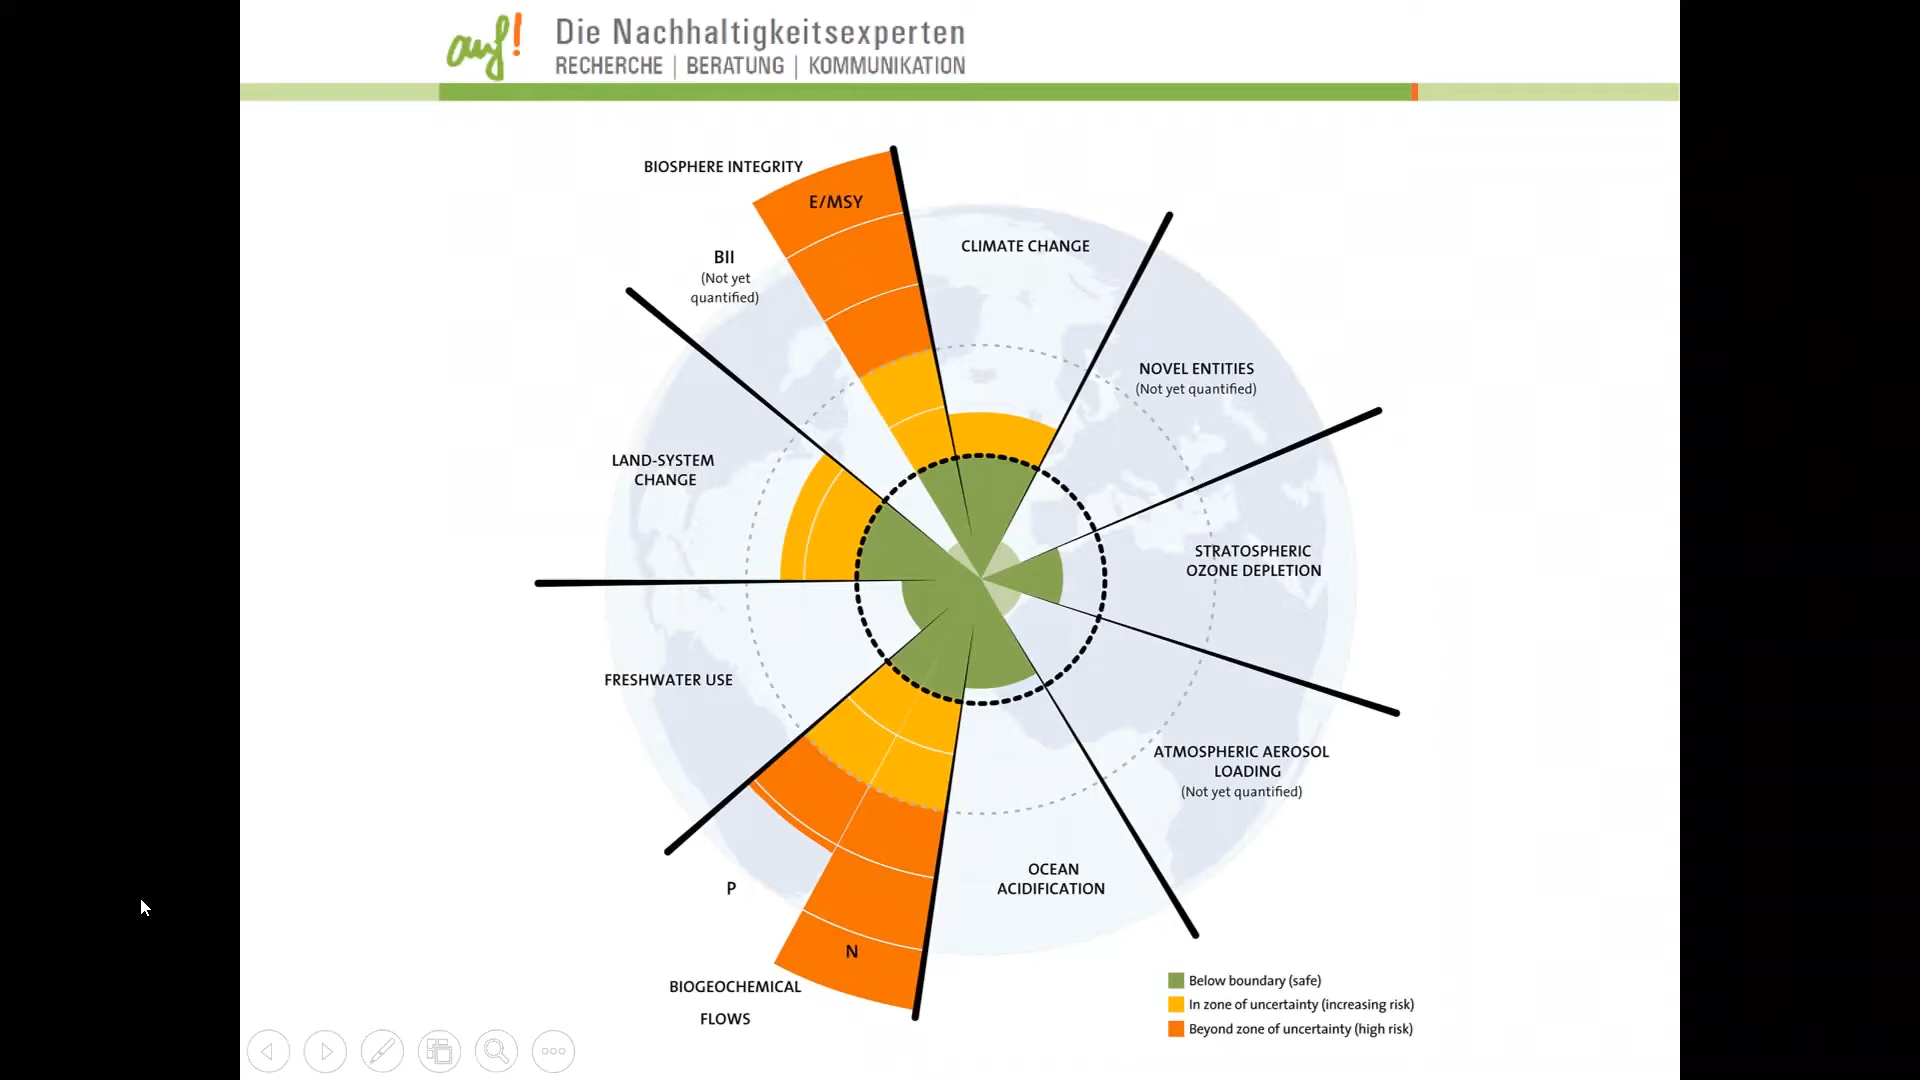 auf!
Die Nachhaltigkeitsexperten
RECHERCHE | BERATUNG | KOMMUNIKATION
BIOSPHERE INTEGRITY
E/MSY
BII
(Not yet
quantified)
CLIMATE CHANGE
NOVEL ENTITIES
(Not yet quantified)
LAND-SYSTEM
CHANGE
STRATOSPHERIC
OZONE DEPLETION
FRESHWATER USE
ATMOSPHERIC AEROSOL
LOADING
(Not yet quantified)
OCEAN
ACIDIFICATION
P
N
BIOGEOCHEMICAL
FLOWS
Below boundary (safe)
In zone of uncertainty (increasing risk)
Beyond zone of uncertainty (high risk)